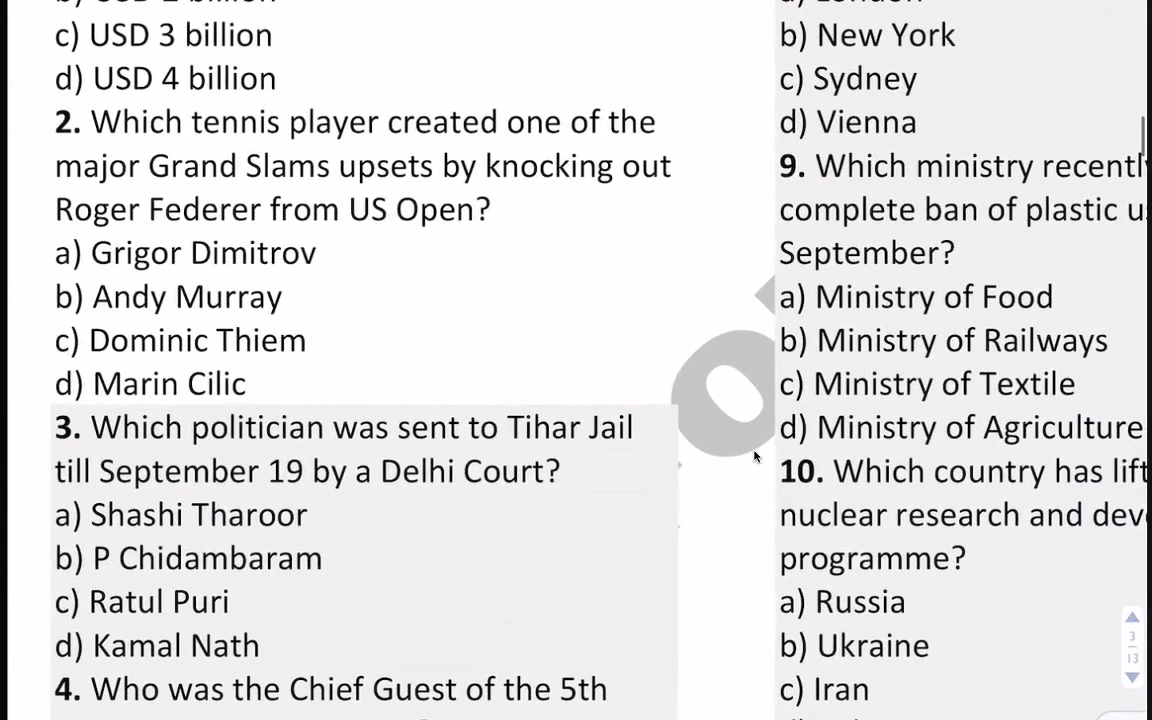 c) USD 3 billion
d) USD 4 billion
2. Which tennis player created one of the
major Grand Slams upsets by knocking out
Roger Federer from US Open?
a) Grigor Dimitrov
b) Andy Murray
c) Dominic Thiem
d) Marin Cilic
3. Which politician was sent to Tihar Jail
till September 19 by a Delhi Court?
a) Shashi Tharoor
b) P Chidambaram
c) Ratul Puri
d) Kamal Nath
4. Who was the Chief Guest of the 5th
b) New York
c) Sydney
d) Vienna
9. Which ministry recently
complete ban of plastic u
September?
a) Ministry of Food
b) Ministry of Railways
c) Ministry of Textile
d) Ministry of Agriculture
10. Which country has lift
nuclear research and dev
programme?
a) Russia
b) Ukraine
c) Iran
3
13